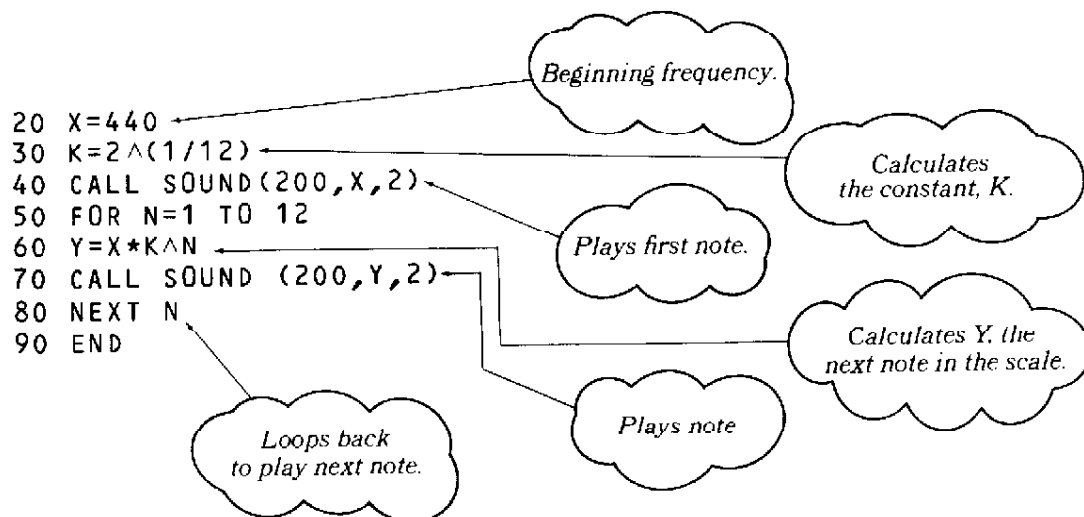 Beginning frequency.
20 X=440
30 K=2^(1/12)
Calculates
the constant, K.
40 CALL SOUND(200,X,2)
50 FOR N=1 TO 12
Plays first note.
60 Y=X*K^N
70 CALL SOUND (200,Y,2)
80 NEXT N
90 END
Calculates Y, the
next note in the scale.
Plays note
Loops back
to play next note.